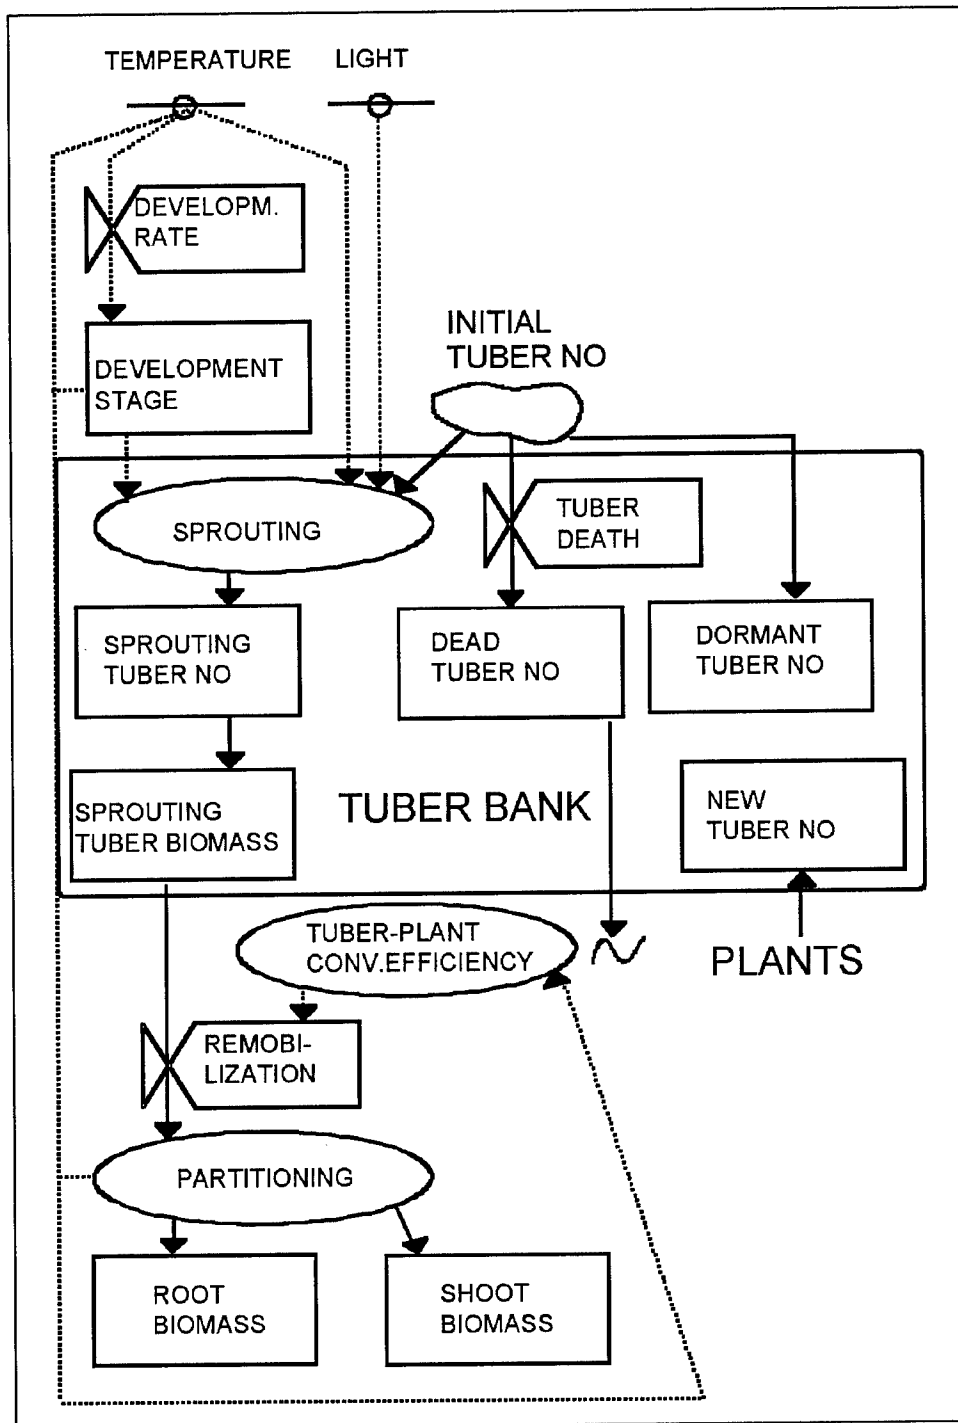 TEMPERATURE
LIGHT
DEVELOPM.
RATE
DEVELOPMENT
STAGE
INITIAL
TUBER NO
SPROUTING
TUBER
DEATH
SPROUTING
TUBER NO
DEAD
TUBER NO
DORMANT
TUBER NO
SPROUTING
TUBER BIOMASS
TUBER BANK
NEW
TUBER NO
TUBER-PLANT
CONV.EFFICIENCY
PLANTS
REMOBI-
LIZATION
PARTITIONING
ROOT
BIOMASS
SHOOT
BIOMASS